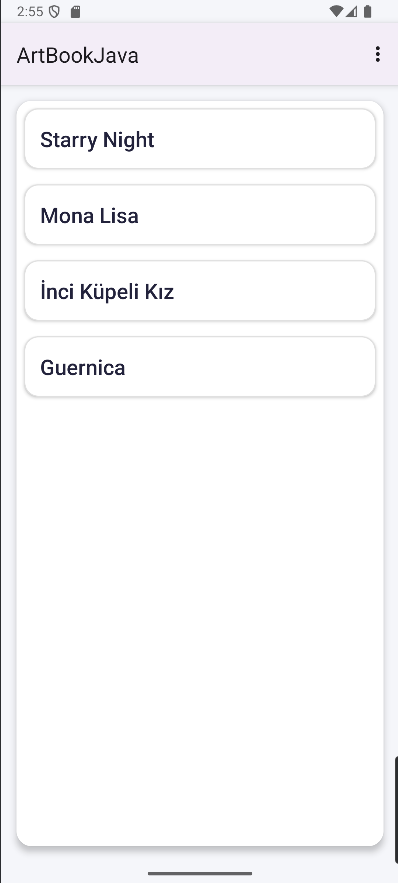 2:55
ArtBookJava
Starry Night
Mona Lisa
İnci Küpeli Kız
Guernica